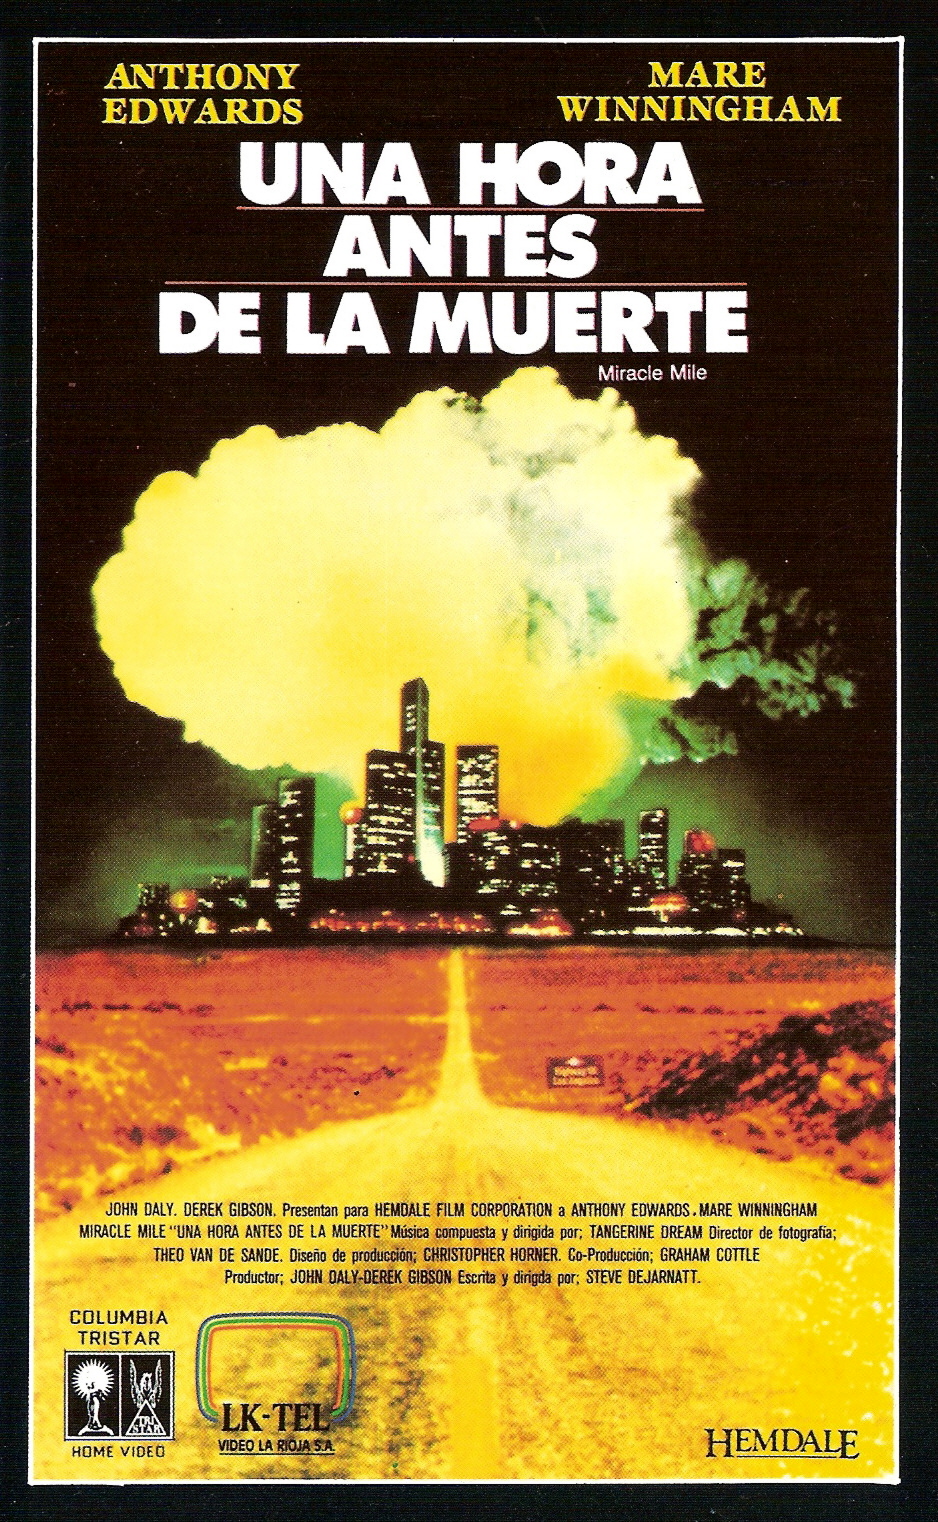 ANTHONY
EDWARDS
MARE
WINNINGHAM
UNA HORA
ANTES
DE LA MUERTE
Miracle Mile
JOHN DALY. DEREK GIBSON. Presentan para HEMDALE FILM CORPORATION a ANTHONY EDWARDS. MARE WINNINGHAM
MIRACLE MILE "UNA HORA ANTES DE LA MUERTE" Música compuesta y dirigida por; TANGERINE DREAM Director de fotografía;
THEO VAN DE SANDE. Diseño de producción; CHRISTOPHER HORNER. Co-Producción; GRAHAM COTTLE
Productor; JOHN DALY-DEREK GIBSON Escrita y dirigda por; STEVE DEJARNATT.
COLUMBIA
TRISTAR
TRI
STAR
HOME VIDEO
LK-TEL
VIDEO LA RIOJA S.A.
HEMDALE